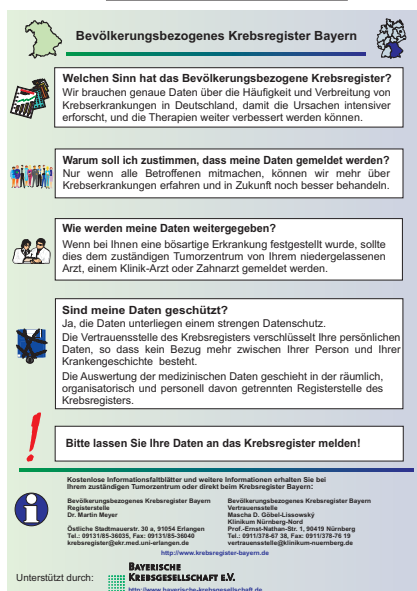 Bevölkerungsbezogenes Krebsregister Bayern
Welchen Sinn hat das Bevölkerungsbezogene Krebsregister?
Wir brauchen genaue Daten über die Häufigkeit und Verbreitung von
Krebserkrankungen in Deutschland, damit die Ursachen intensiver
erforscht, und die Therapien weiter verbessert werden können.
Warum soll ich zustimmen, dass meine Daten gemeldet werden?
Nur wenn alle Betroffenen mitmachen, können wir mehr über
Krebserkrankungen erfahren und in Zukunft noch besser behandeln.
Wie werden meine Daten weitergegeben?
Wenn bei Ihnen eine bösartige Erkrankung festgestellt wurde, sollte
dies dem zuständigen Tumorzentrum von Ihrem niedergelassenen
Arzt, einem Klinik-Arzt oder Zahnarzt gemeldet werden.
Sind meine Daten geschützt?
Ja, die Daten unterliegen einem strengen Datenschutz.
Die Vertrauensstelle des Krebsregisters verschlüsselt Ihre persönlichen
Daten, so dass kein Bezug mehr zwischen Ihrer Person und Ihrer
Krankengeschichte besteht.
Die Auswertung der medizinischen Daten geschieht in der räumlich,
organisatorisch und personell davon getrennten Registerstelle des
Krebsregisters.
Bitte lassen Sie Ihre Daten an das Krebsregister melden!
Kostenlose Informationsfaltblätter und weitere Informationen erhalten Sie bei
Ihrem zuständigen Tumorzentrum oder direkt beim Krebsregister Bayern:
Bevölkerungsbezogenes Krebsregister Bayern
Registerstelle
Dr. Martin Meyer
Östliche Stadtmauerstr. 30 a, 91054 Erlangen
Tel.: 09131/85-36035, Fax: 09131/85-36040
krebsregister@ekr.med.uni-erlangen.de
Bevölkerungsbezogenes Krebsregister Bayern
Vertrauensstelle
Mascha D. Göbel-Lissowský
Klinikum Nürnberg-Nord
Prof.-Ernst-Nathan-Str. 1, 90419 Nürnberg
Tel.: 0911/378-67 38, Fax: 0911/378-76 19
vertrauensstelle@klinikum-nuernberg.de
http://www.krebsregister-bayern.de
Unterstützt durch:
BAYERISCHE
KREBSGESELLSCHAFT E.V.
http://www.bayerische-krebsgesellschaft.de